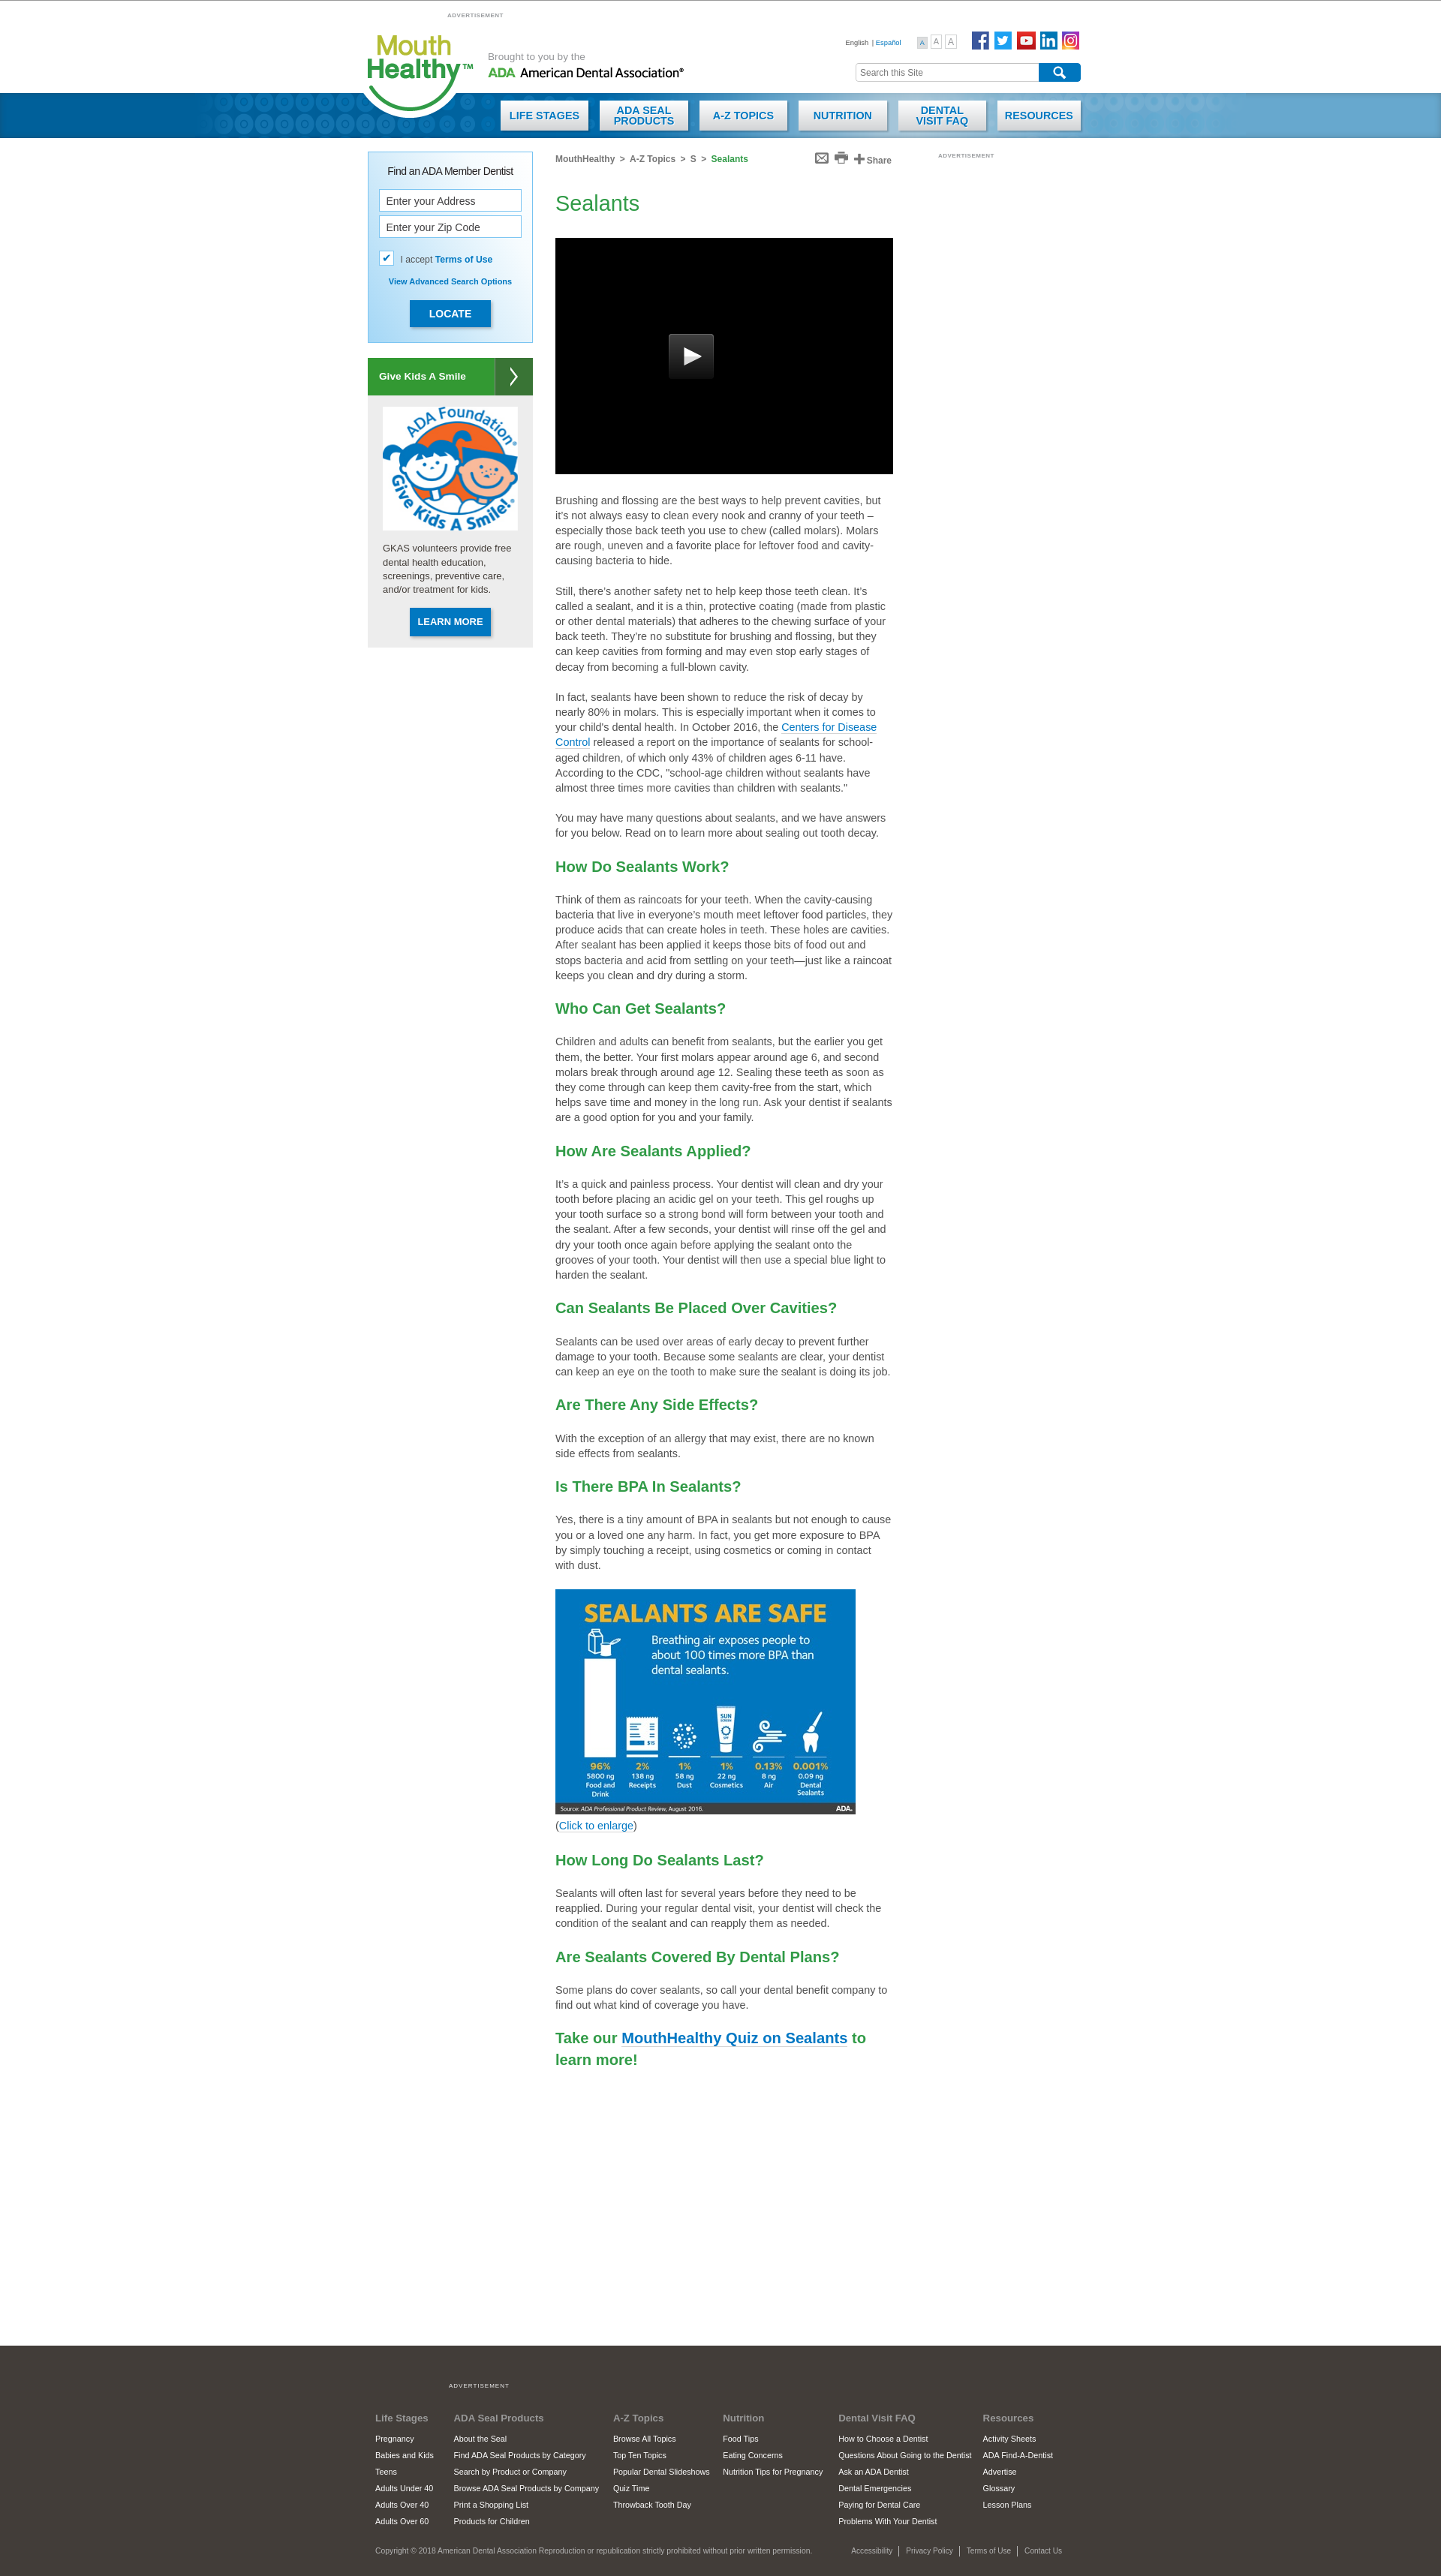 ADVERTISEMENT
Mouth
Healthy™
Brought to you by the
ADA American Dental Association®
English | Español
A A A
Search this Site
LIFE STAGES
ADA SEAL
PRODUCTS
A-Z TOPICS
NUTRITION
DENTAL
VISIT FAQ
RESOURCES
Find an ADA Member Dentist
Enter your Address
Enter your Zip Code
I accept Terms of Use
View Advanced Search Options
LOCATE
Give Kids A Smile
ADA Foundation®
Give Kids A Smile!®
GKAS volunteers provide free
dental health education,
screenings, preventive care,
and/or treatment for kids.
LEARN MORE
MouthHealthy > A-Z Topics > S > Sealants
Share
ADVERTISEMENT
Sealants
Brushing and flossing are the best ways to help prevent cavities, but
it’s not always easy to clean every nook and cranny of your teeth –
especially those back teeth you use to chew (called molars). Molars
are rough, uneven and a favorite place for leftover food and cavity-
causing bacteria to hide.
Still, there’s another safety net to help keep those teeth clean. It’s
called a sealant, and it is a thin, protective coating (made from plastic
or other dental materials) that adheres to the chewing surface of your
back teeth. They’re no substitute for brushing and flossing, but they
can keep cavities from forming and may even stop early stages of
decay from becoming a full-blown cavity.
In fact, sealants have been shown to reduce the risk of decay by
nearly 80% in molars. This is especially important when it comes to
your child's dental health. In October 2016, the Centers for Disease
Control released a report on the importance of sealants for school-
aged children, of which only 43% of children ages 6-11 have.
According to the CDC, "school-age children without sealants have
almost three times more cavities than children with sealants."
You may have many questions about sealants, and we have answers
for you below. Read on to learn more about sealing out tooth decay.
How Do Sealants Work?
Think of them as raincoats for your teeth. When the cavity-causing
bacteria that live in everyone’s mouth meet leftover food particles, they
produce acids that can create holes in teeth. These holes are cavities.
After sealant has been applied it keeps those bits of food out and
stops bacteria and acid from settling on your teeth—just like a raincoat
keeps you clean and dry during a storm.
Who Can Get Sealants?
Children and adults can benefit from sealants, but the earlier you get
them, the better. Your first molars appear around age 6, and second
molars break through around age 12. Sealing these teeth as soon as
they come through can keep them cavity-free from the start, which
helps save time and money in the long run. Ask your dentist if sealants
are a good option for you and your family.
How Are Sealants Applied?
It’s a quick and painless process. Your dentist will clean and dry your
tooth before placing an acidic gel on your teeth. This gel roughs up
your tooth surface so a strong bond will form between your tooth and
the sealant. After a few seconds, your dentist will rinse off the gel and
dry your tooth once again before applying the sealant onto the
grooves of your tooth. Your dentist will then use a special blue light to
harden the sealant.
Can Sealants Be Placed Over Cavities?
Sealants can be used over areas of early decay to prevent further
damage to your tooth. Because some sealants are clear, your dentist
can keep an eye on the tooth to make sure the sealant is doing its job.
Are There Any Side Effects?
With the exception of an allergy that may exist, there are no known
side effects from sealants.
Is There BPA In Sealants?
Yes, there is a tiny amount of BPA in sealants but not enough to cause
you or a loved one any harm. In fact, you get more exposure to BPA
by simply touching a receipt, using cosmetics or coming in contact
with dust.
SEALANTS ARE SAFE
Breathing air exposes people to
about 100 times more BPA than
dental sealants.
$15
SUN
96% 2% 1% 1% 0.13% 0.001%
5800 ng 138 ng 58 ng 22 ng 8 ng 0.09 ng
Food and Receipts Dust Cosmetics Air Dental
Drink Sealants
Source: ADA Professional Product Review, August 2016.
ADA.
(Click to enlarge)
How Long Do Sealants Last?
Sealants will often last for several years before they need to be
reapplied. During your regular dental visit, your dentist will check the
condition of the sealant and can reapply them as needed.
Are Sealants Covered By Dental Plans?
Some plans do cover sealants, so call your dental benefit company to
find out what kind of coverage you have.
Take our MouthHealthy Quiz on Sealants to
learn more!
ADVERTISEMENT
Life Stages
Pregnancy
Babies and Kids
Teens
Adults Under 40
Adults Over 40
Adults Over 60
ADA Seal Products
About the Seal
Find ADA Seal Products by Category
Search by Product or Company
Browse ADA Seal Products by Company
Print a Shopping List
Products for Children
A-Z Topics
Browse All Topics
Top Ten Topics
Popular Dental Slideshows
Quiz Time
Throwback Tooth Day
Nutrition
Food Tips
Eating Concerns
Nutrition Tips for Pregnancy
Dental Visit FAQ
How to Choose a Dentist
Questions About Going to the Dentist
Ask an ADA Dentist
Dental Emergencies
Paying for Dental Care
Problems With Your Dentist
Resources
Activity Sheets
ADA Find-A-Dentist
Advertise
Glossary
Lesson Plans
Copyright © 2018 American Dental Association Reproduction or republication strictly prohibited without prior written permission.
Accessibility | Privacy Policy | Terms of Use | Contact Us